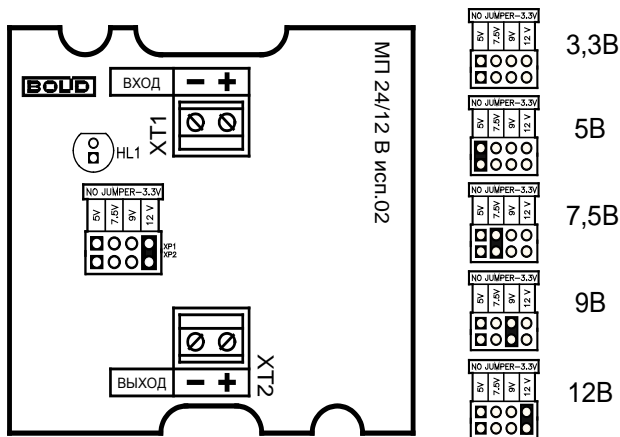 BOLID
ВХОД
− +
XT1
HL1
МП 24/12 В исп.02
NO JUMPER-3.3V
5V 7.5V 9V 12 V
XP1
XP2
ВЫХОД
− +
XT2
NO JUMPER-3.3V
5V 7.5V 9V 12 V
3,3В
NO JUMPER-3.3V
5V 7.5V 9V 12 V
5В
NO JUMPER-3.3V
5V 7.5V 9V 12 V
7,5В
NO JUMPER-3.3V
5V 7.5V 9V 12 V
9В
NO JUMPER-3.3V
5V 7.5V 9V 12 V
12В